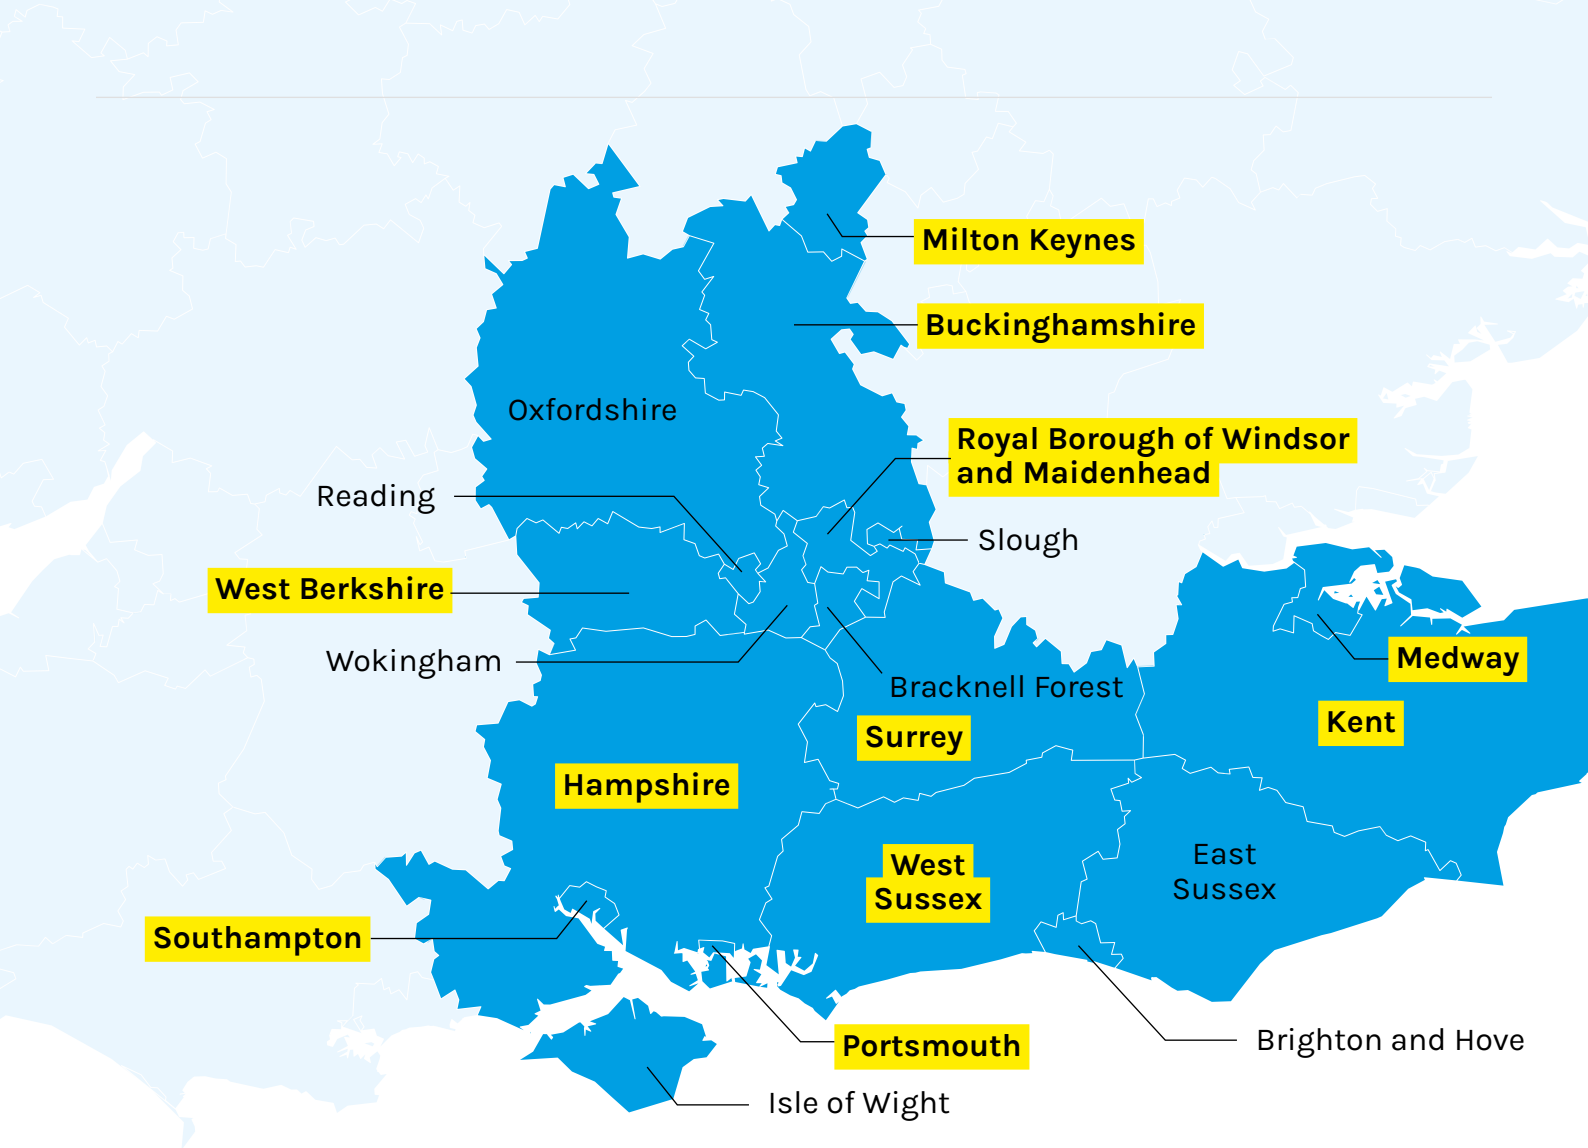 Milton Keynes
Buckinghamshire
Oxfordshire
Royal Borough of Windsor
and Maidenhead
Reading
Slough
West Berkshire
Wokingham
Medway
Bracknell Forest
Kent
Surrey
Hampshire
East
Sussex
West
Sussex
Southampton
Portsmouth
Brighton and Hove
Isle of Wight